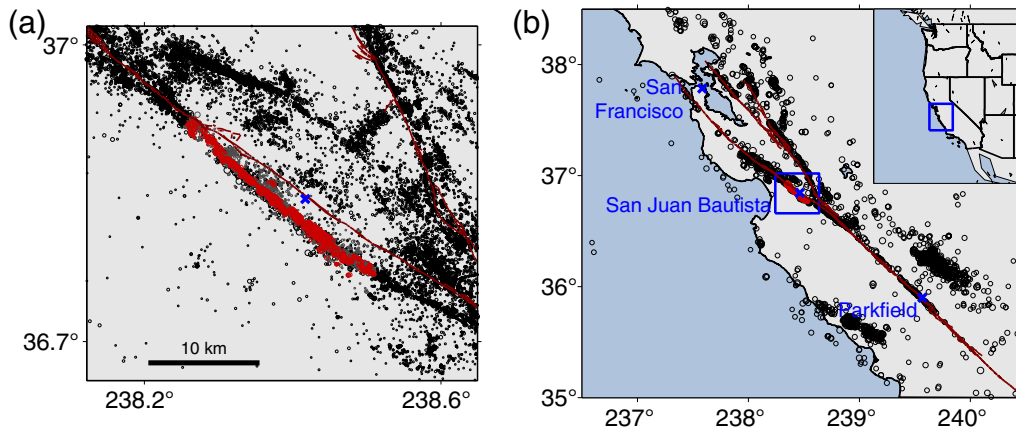 (a)
37°
36.7°
10 km
238.2°
238.6°
(b)
38°
37°
36°
35°
San
Francisco
San Juan Bautista
Parkfield
237°
238°
239°
240°